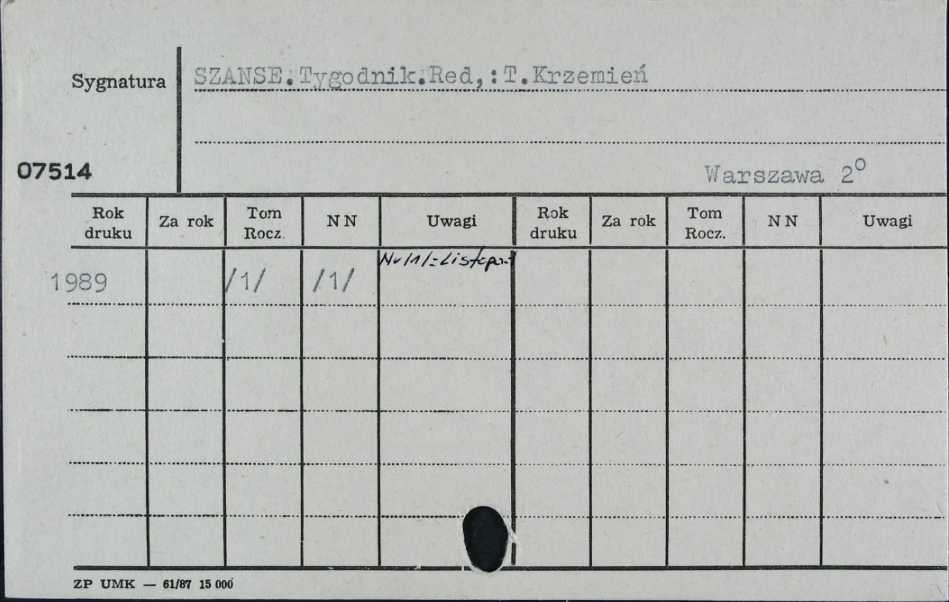 Sygnatura SZANSE.Tygodnik.Red,:T.Krzemień
07514 Warszawa 2⁰
Rok druku Za rok Tom Rocz. N N Uwagi Rok druku Za rok Tom Rocz. N N Uwagi
1989 /1/ /1/ Nr/1/=Listopad
ZP UMK — 61/87 15 000